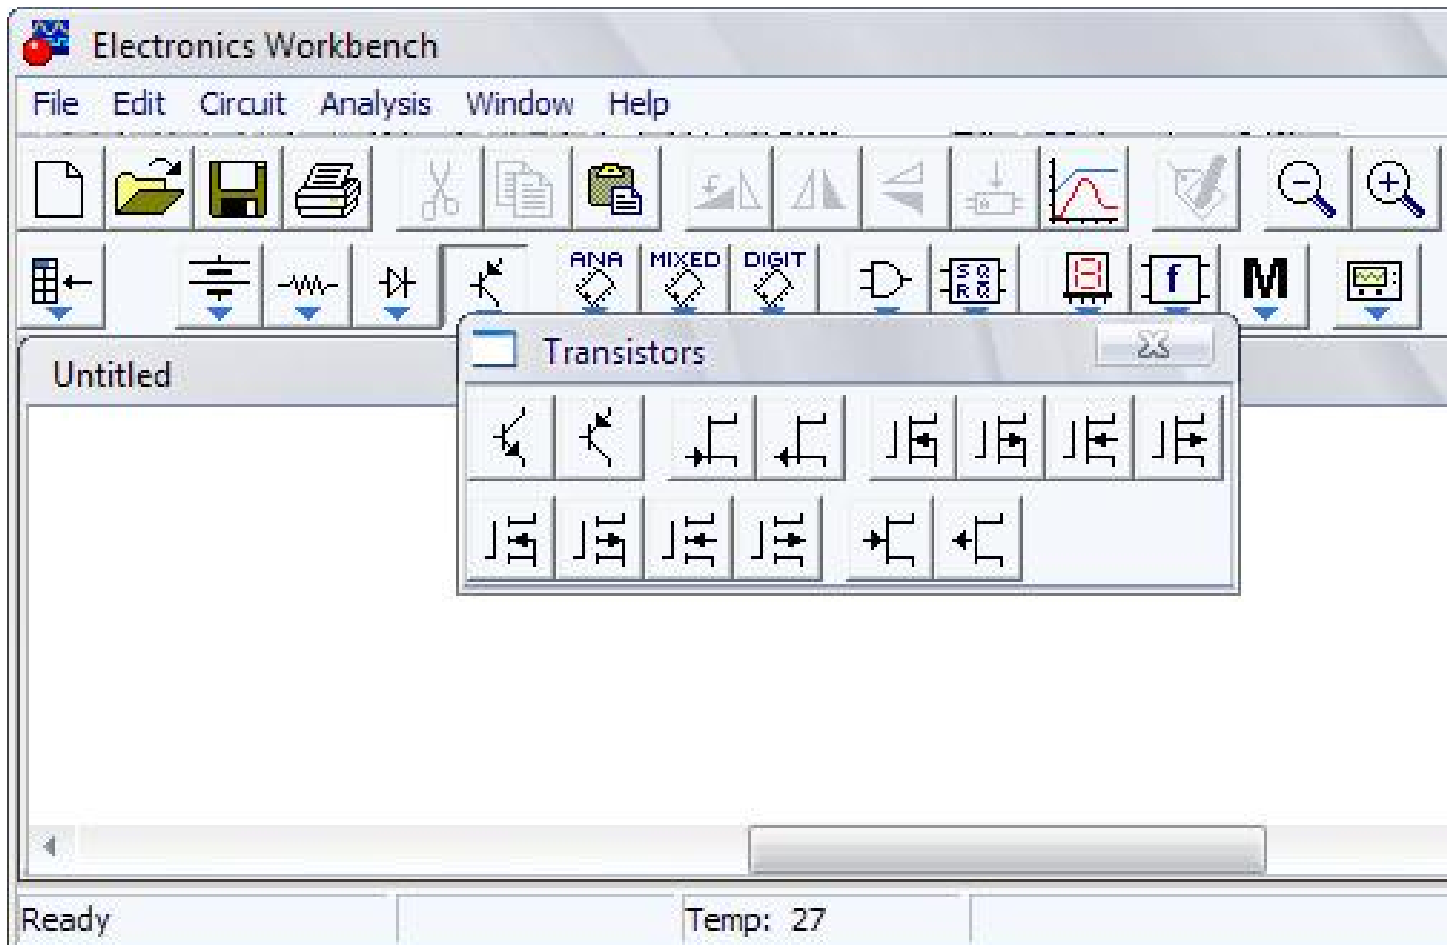 Electronics Workbench
File Edit Circuit Analysis Window Help
ANA MIXED DIGIT
S Q
R Q
f
M
Untitled
Transistors
Ready
Temp: 27